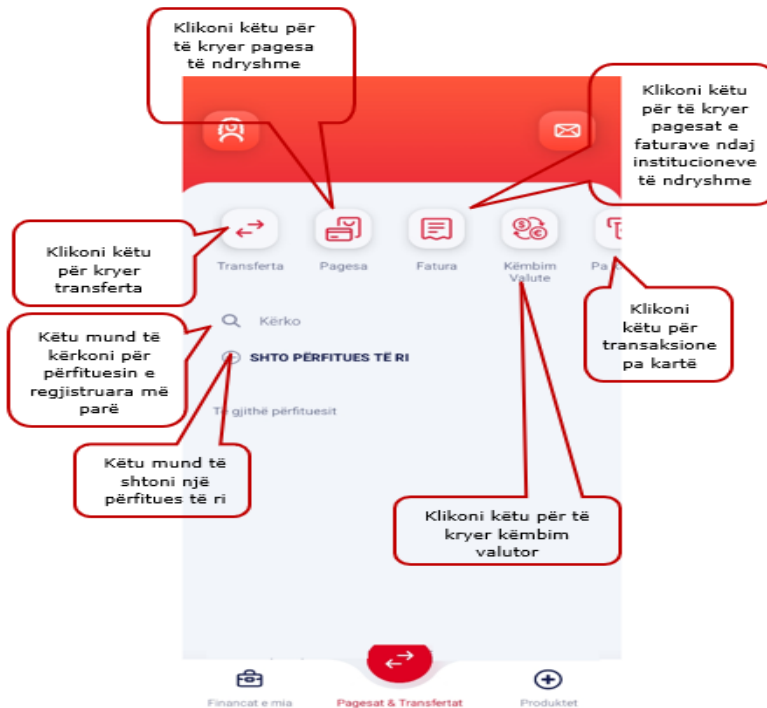 Klikoni këtu për
të kryer pagesa
të ndryshme
Klikoni këtu
për të kryer
pagesat e
faturave ndaj
institucioneve
të ndryshme
Transferta
Pagesa
Fatura
Këmbim
Valute
Pa
Klikoni këtu
për kryer
transferta
Klikoni
këtu për
transaksione
pa kartë
Kërko
Këtu mund të
kërkoni për
përfituesin e
regjistruara më
parë
SHTO PËRFITUES TË RI
Të gjithë përfituesit
Këtu mund të
shtoni një
përfitues të ri
Klikoni këtu për të
kryer këmbim
valutor
Financat e mia
Pagesat & Transfertat
Produktet